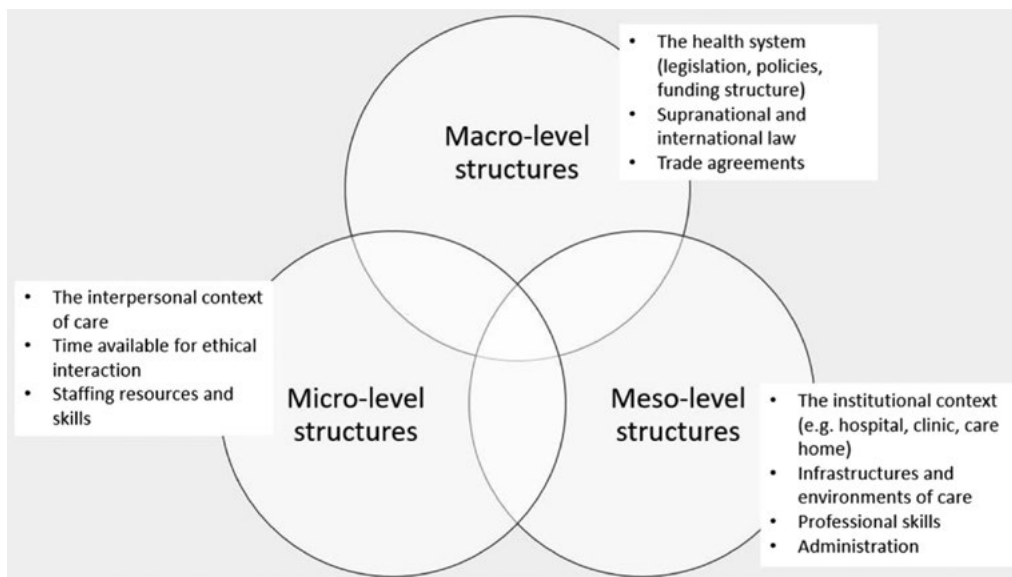 Macro-level
structures
• The health system
(legislation, policies,
funding structure)
• Supranational and
international law
• Trade agreements
• The interpersonal context
of care
• Time available for ethical
interaction
• Staffing resources and
skills
Micro-level
structures
Meso-level
structures
• The institutional context
(e.g. hospital, clinic, care
home)
• Infrastructures and
environments of care
• Professional skills
• Administration